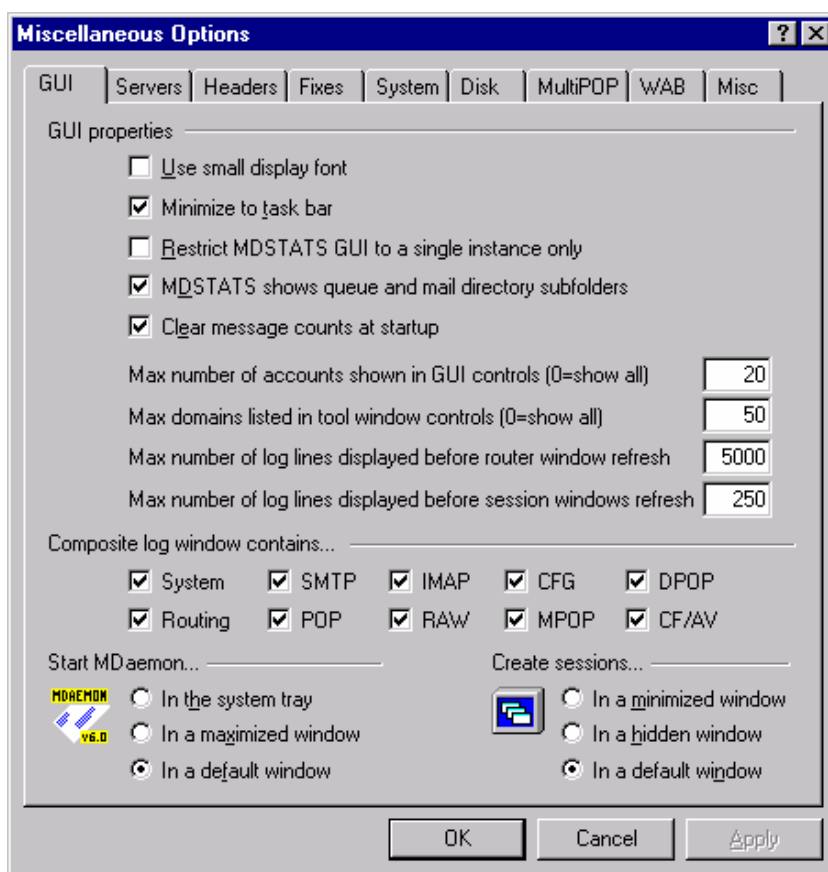 Miscellaneous Options
GUI Servers Headers Fixes System Disk MultiPOP WAB Misc
GUI properties
Use small display font
Minimize to task bar
Restrict MDSTATS GUI to a single instance only
MDSTATS shows queue and mail directory subfolders
Clear message counts at startup
Max number of accounts shown in GUI controls (0=show all) 20
Max domains listed in tool window controls (0=show all) 50
Max number of log lines displayed before router window refresh 5000
Max number of log lines displayed before session windows refresh 250
Composite log window contains...
System SMTP IMAP CFG DPOP
Routing POP RAW MPOP CF/AV
Start MDaemon... Create sessions...
MDAEMON v6.0
In the system tray In a minimized window
In a maximized window In a hidden window
In a default window In a default window
OK Cancel Apply